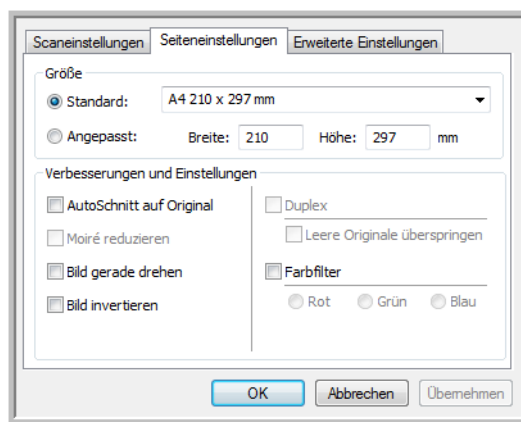 Scaneinstellungen Seiteneinstellungen Erweiterte Einstellungen
Größe
Standard: A4 210 x 297 mm
Angepasst: Breite: 210 Höhe: 297 mm
Verbesserungen und Einstellungen
AutoSchnitt auf Original
Moiré reduzieren
Bild gerade drehen
Bild invertieren
Duplex
Leere Originale überspringen
Farbfilter
Rot Grün Blau
OK Abbrechen Übernehmen